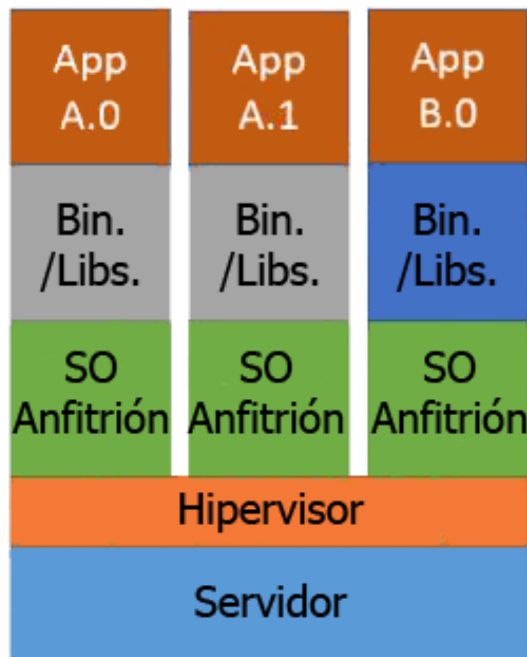 App
A.0
App
A.1
App
B.0
Bin.
/Libs.
Bin.
/Libs.
Bin.
/Libs.
SO
Anfitrión
SO
Anfitrión
SO
Anfitrión
Hipervisor
Servidor